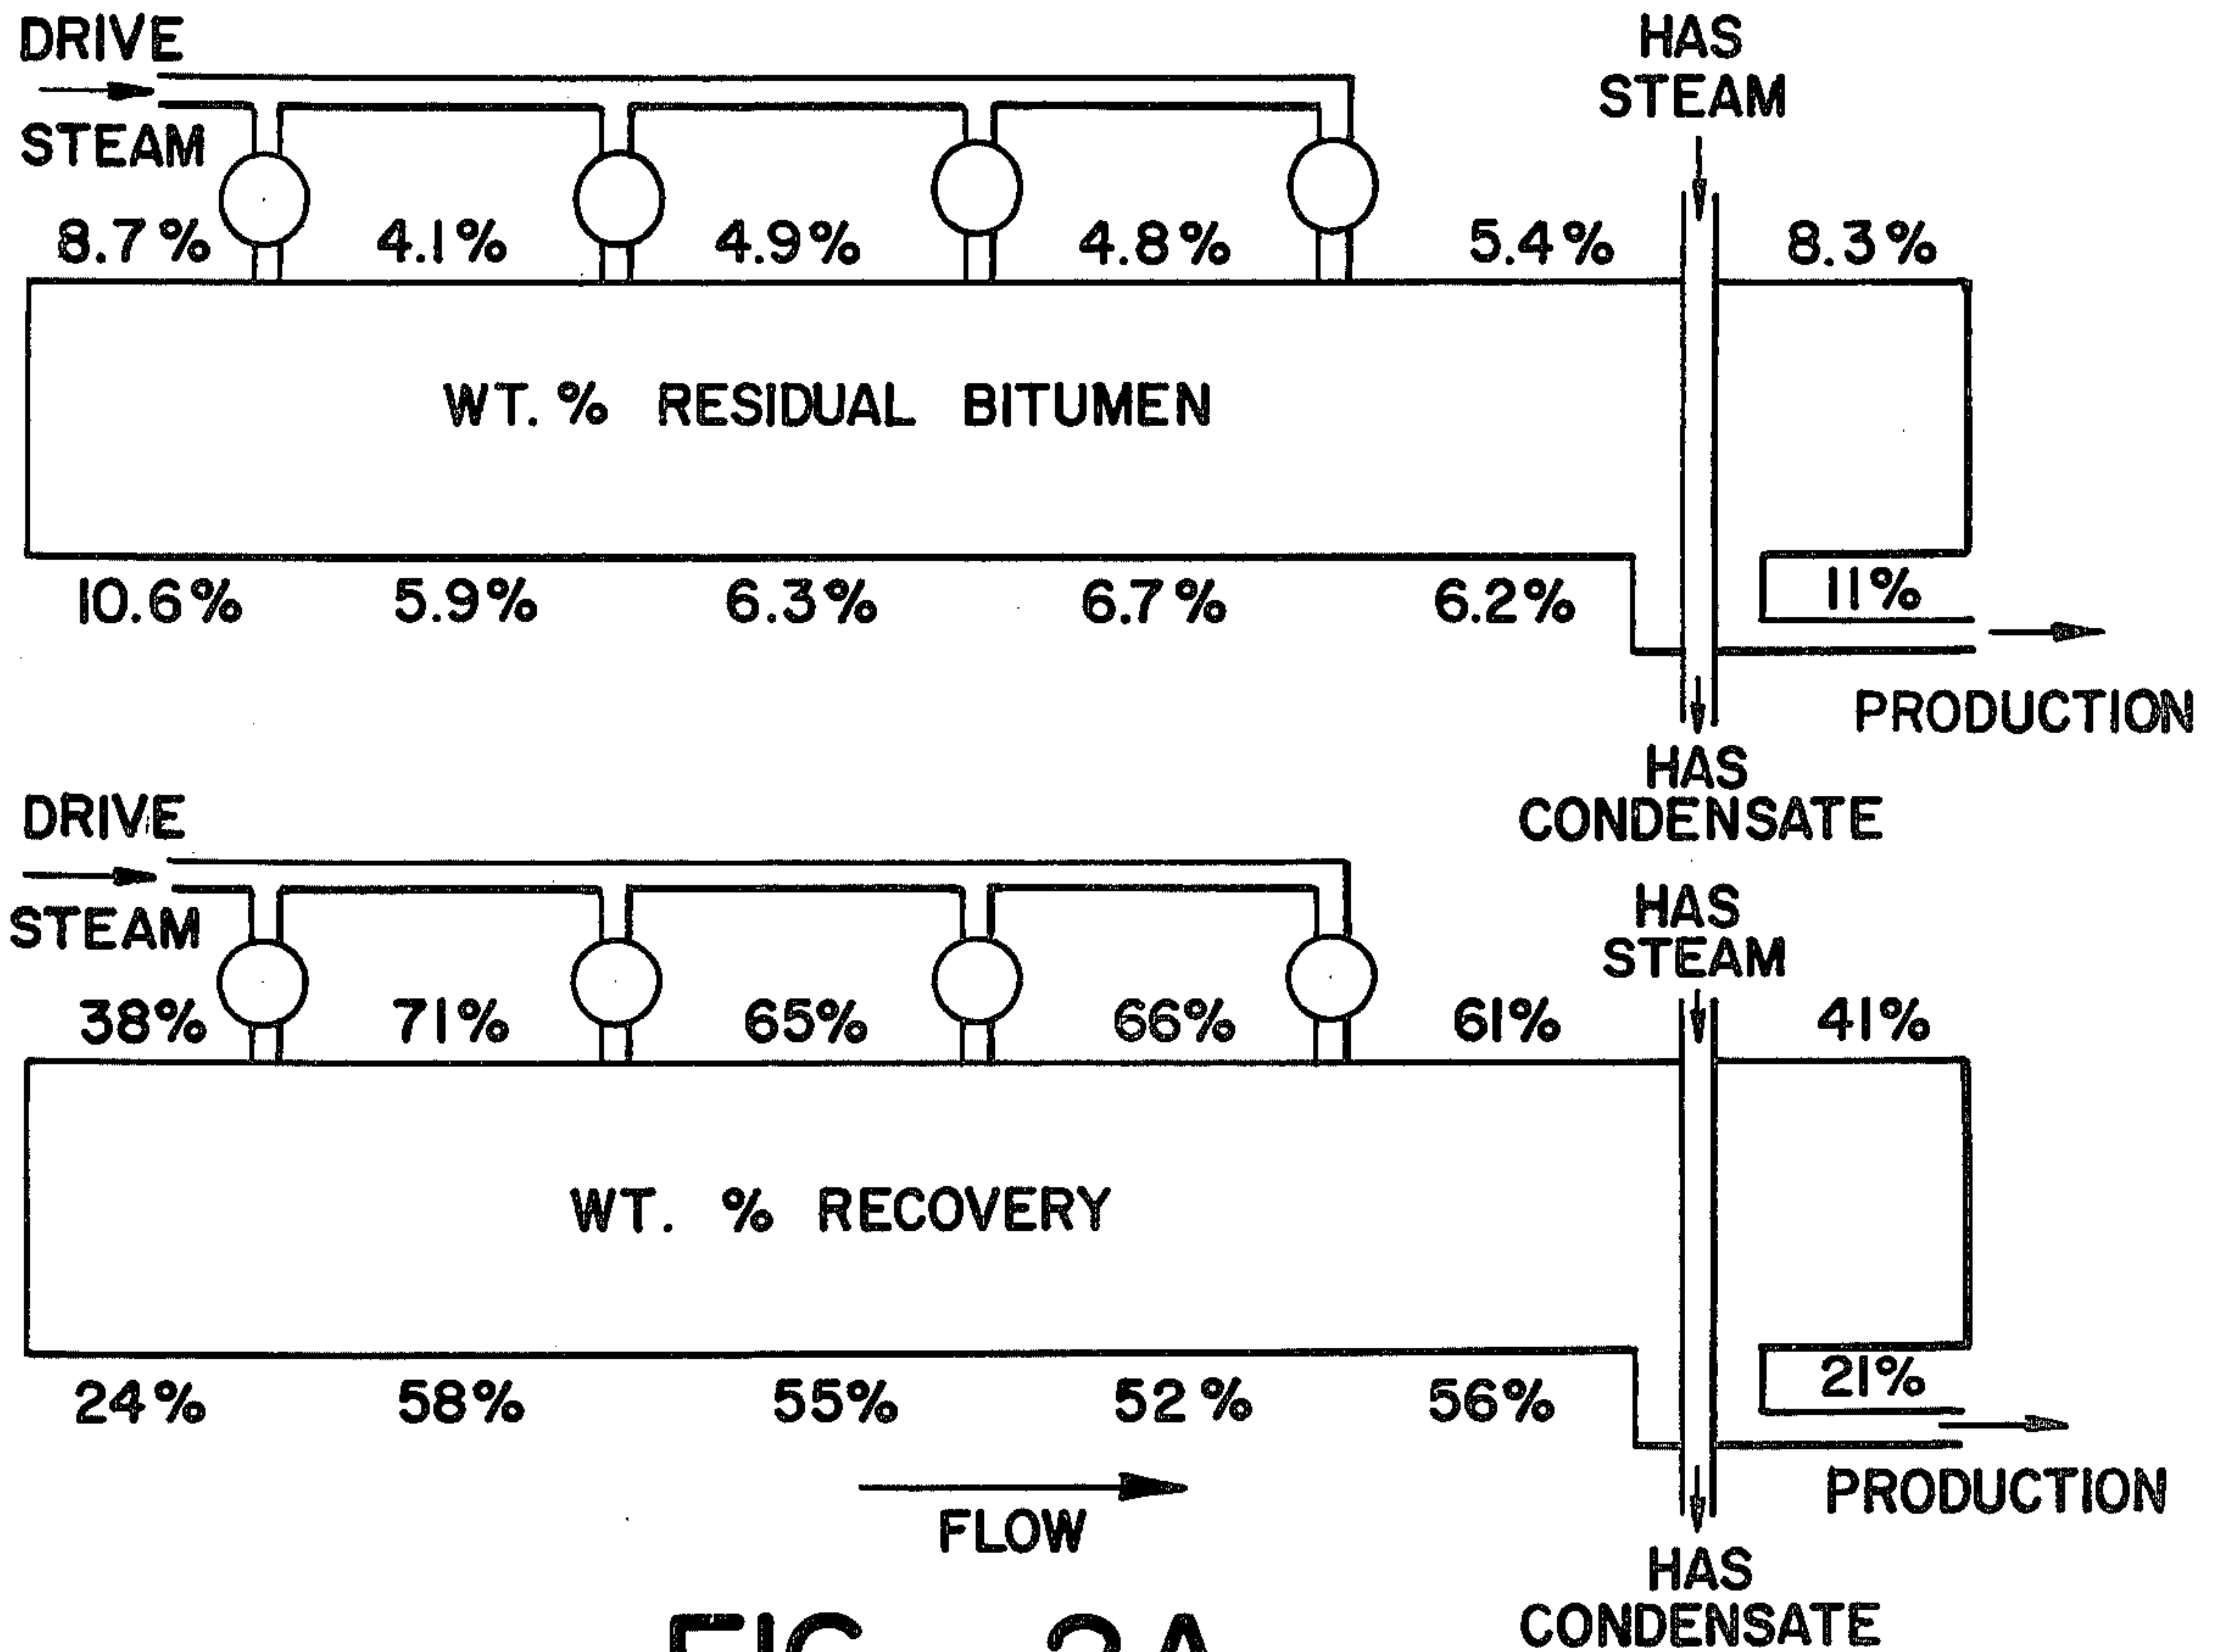 DRIVE
STEAM
HAS
STEAM
8.7%
4.1%
4.9%
4.8%
5.4%
8.3%
WT. % RESIDUAL BITUMEN
10.6%
5.9%
6.3%
6.7%
6.2%
11%
PRODUCTION
HAS
CONDENSATE
DRIVE
STEAM
HAS
STEAM
38%
71%
65%
66%
61%
41%
WT. % RECOVERY
24%
58%
55%
52%
56%
21%
PRODUCTION
FLOW
HAS
CONDENSATE